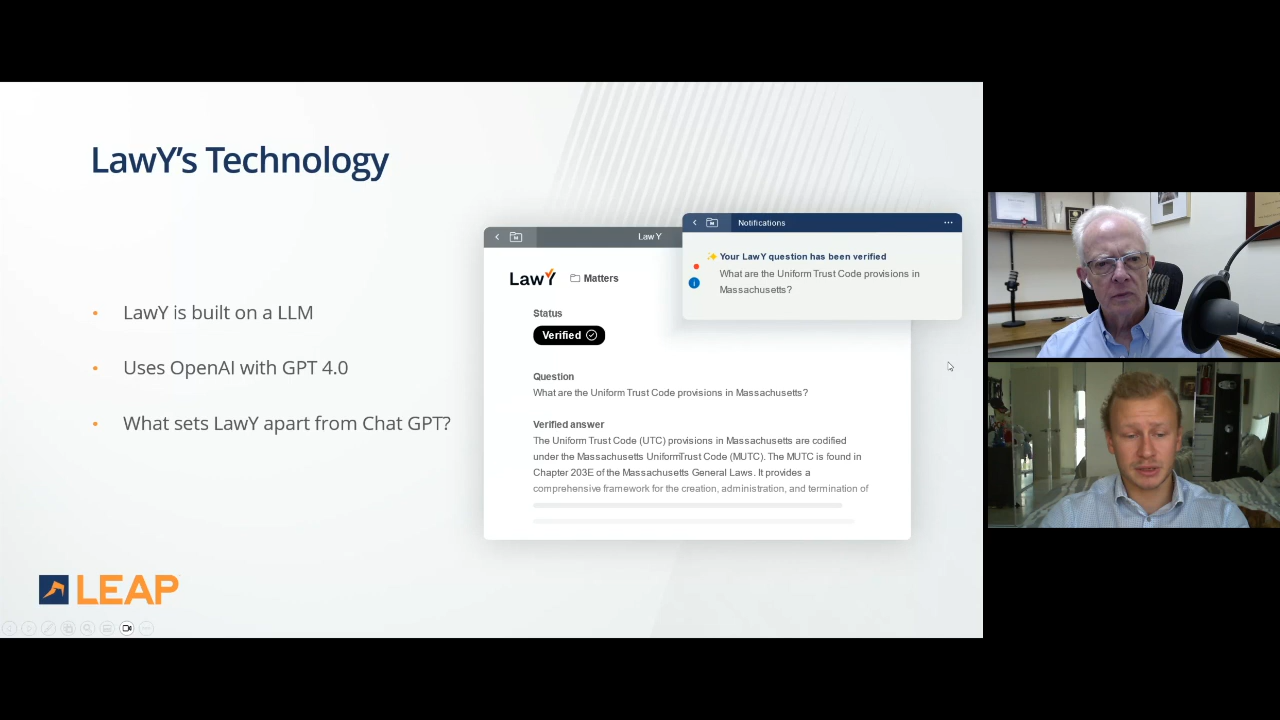 LawY's Technology
LawY is built on a LLM
Uses OpenAI with GPT 4.0
What sets LawY apart from Chat GPT?
LawY
Notifications
Your LawY question has been verified
What are the Uniform Trust Code provisions in
Massachusetts?
LawY
Matters
Status
Verified
Question
What are the Uniform Trust Code provisions in Massachusetts?
Verified answer
The Uniform Trust Code (UTC) provisions in Massachusetts are codified
under the Massachusetts UniformTrust Code (MUTC). The MUTC is found in
Chapter 203E of the Massachusetts General Laws. It provides a
comprehensive framework for the creation, administration, and termination of
LEAP